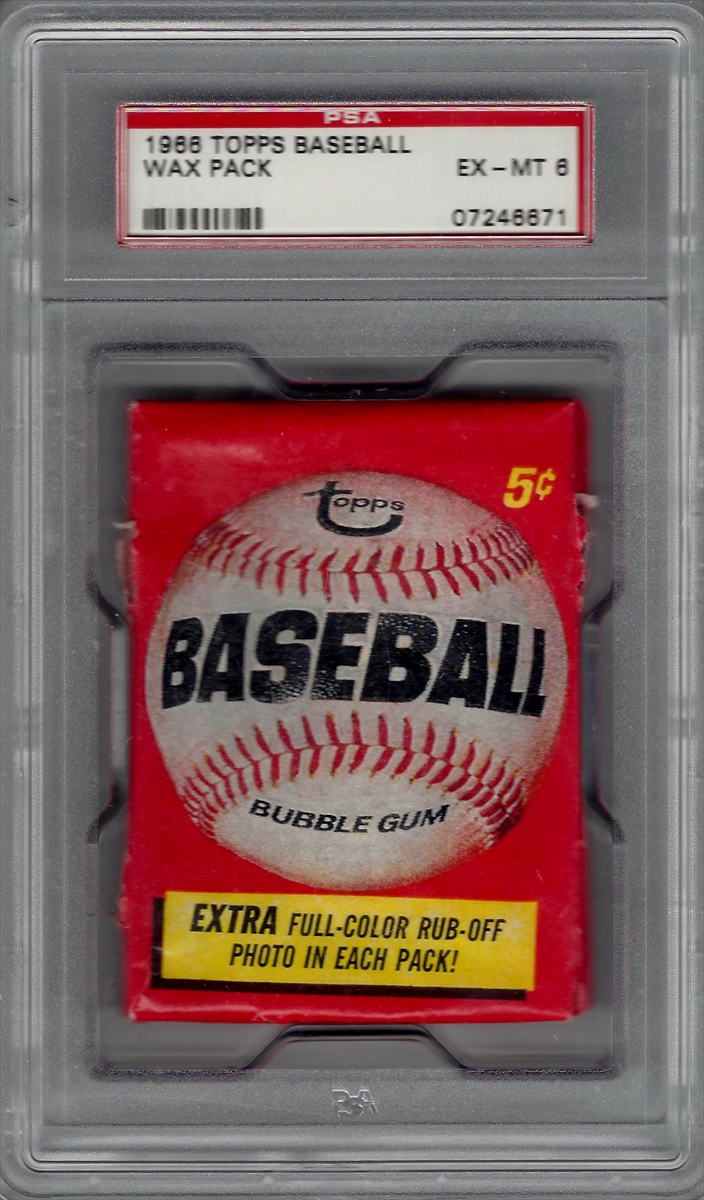 PSA
1966 TOPPS BASEBALL
WAX PACK
EX - MT 6
07246671
5¢
Topps
BASEBALL
BUBBLE GUM
EXTRA FULL-COLOR RUB-OFF
PHOTO IN EACH PACK!
PSA